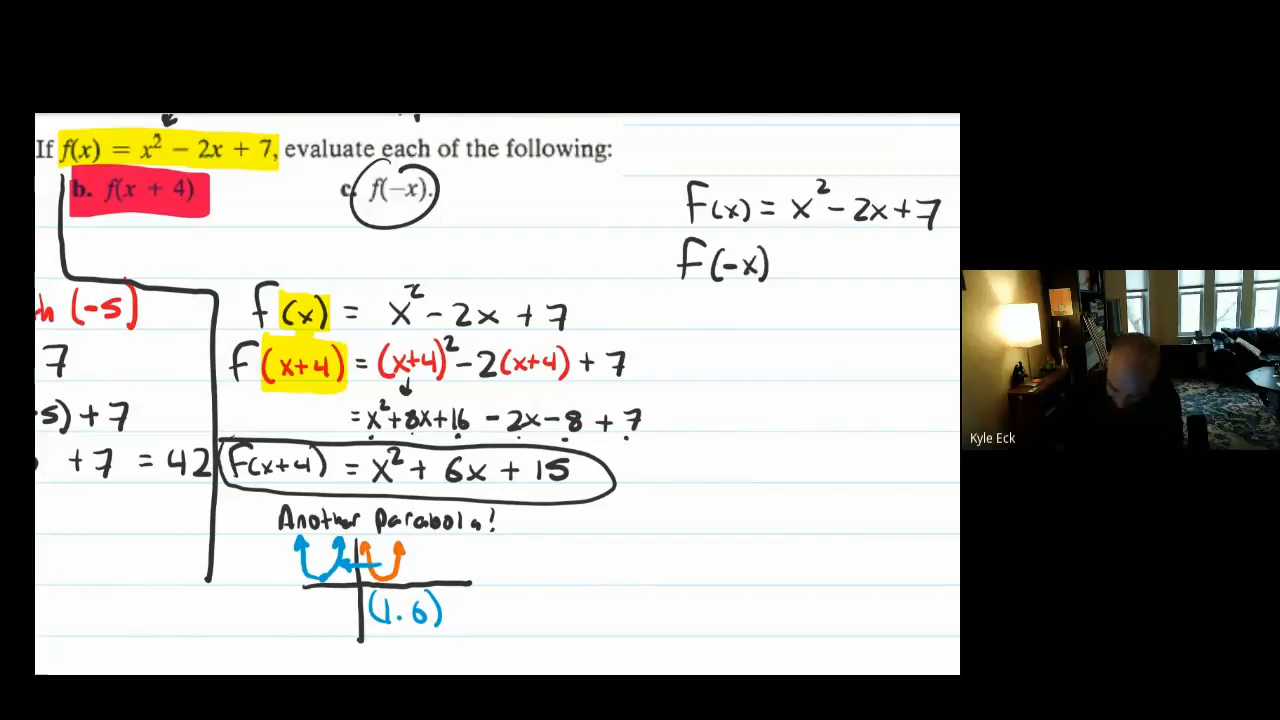 If f(x) = x² − 2x + 7, evaluate each of the following:
b. f(x + 4)
c. f(−x).
(-5)
7
5) + 7
+7 = 42
f(x) = x² - 2x + 7
f(x+4) = (x+4)² - 2(x+4) + 7
= x² + 8x + 16 - 2x - 8 + 7
f(x+4) = x² + 6x + 15
Another parabola!
(1.6)
f(x) = x² - 2x + 7
f(-x)
Kyle Eck